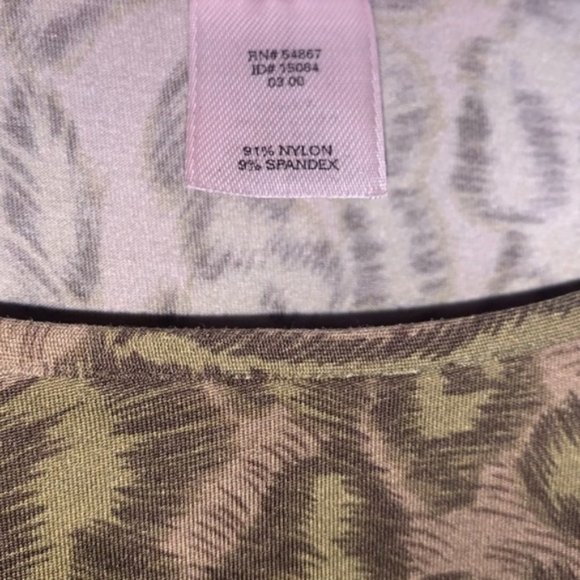 RN# 54867
ID# 15084
03 00
91% NYLON
9% SPANDEX